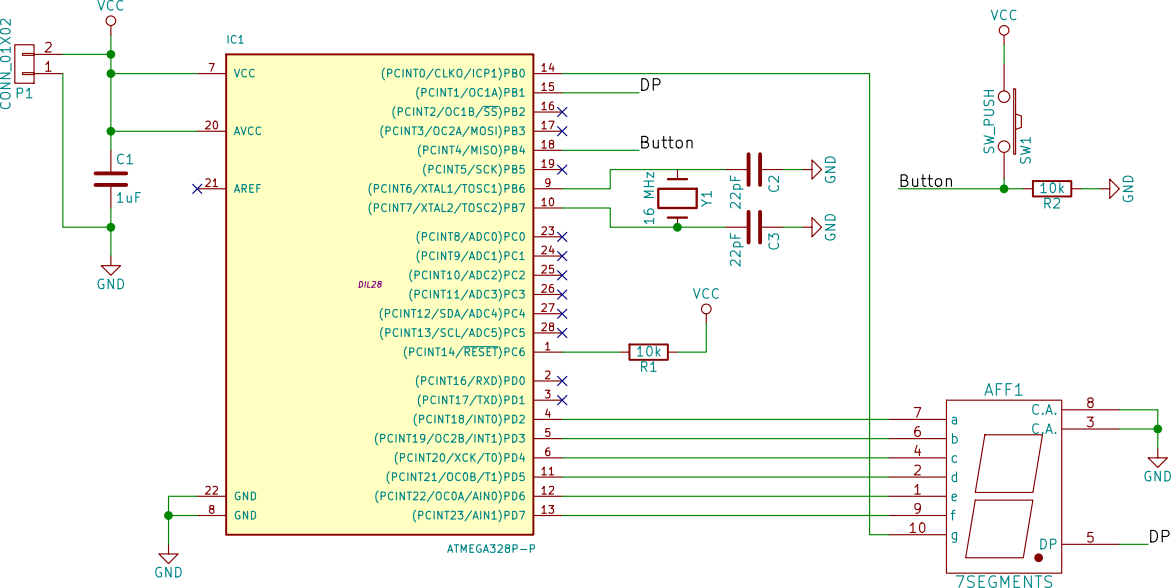 VCC
CONN_01X02
2
1
P1
C1
1uF
GND
IC1
7 VCC
20 AVCC
21 AREF
22 GND
8 GND
GND
DIL28
ATMEGA328P-P
(PCINT0/CLKO/ICP1)PB0 14
(PCINT1/OC1A)PB1 15 DP
(PCINT2/OC1B/SS)PB2 16
(PCINT3/OC2A/MOSI)PB3 17
(PCINT4/MISO)PB4 18 Button
(PCINT5/SCK)PB5 19
(PCINT6/XTAL1/TOSC1)PB6 9
(PCINT7/XTAL2/TOSC2)PB7 10
(PCINT8/ADC0)PC0 23
(PCINT9/ADC1)PC1 24
(PCINT10/ADC2)PC2 25
(PCINT11/ADC3)PC3 26
(PCINT12/SDA/ADC4)PC4 27
(PCINT13/SCL/ADC5)PC5 28
(PCINT14/RESET)PC6 1
(PCINT16/RXD)PD0 2
(PCINT17/TXD)PD1 3
(PCINT18/INT0)PD2 4
(PCINT19/OC2B/INT1)PD3 5
(PCINT20/XCK/T0)PD4 6
(PCINT21/OC0B/T1)PD5 11
(PCINT22/OC0A/AIN0)PD6 12
(PCINT23/AIN1)PD7 13
16 MHz
Y1
22pF
C2
GND
22pF
C3
GND
VCC
10k
R1
VCC
SW_PUSH
SW1
Button
10k
R2
GND
AFF1
7 a
6 b
4 c
2 d
1 e
9 f
10 g
C.A. 8
C.A. 3
GND
DP 5 DP
7SEGMENTS